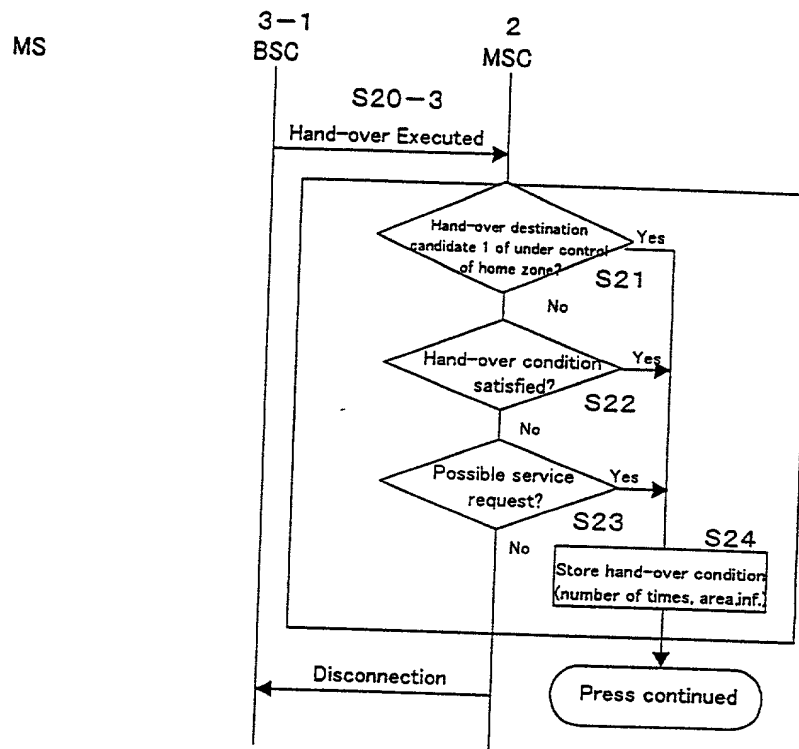 3-1
2
MS
BSC
MSC
S20-3
Hand-over Executed
Hand-over destination
candidate 1 of under control
of home zone?
Yes
S21
No
Hand-over condition
satisfied?
Yes
S22
No
Possible service
request?
Yes
S23
No
S24
Store hand-over condition
(number of times, area,inf.)
Disconnection
Press continued